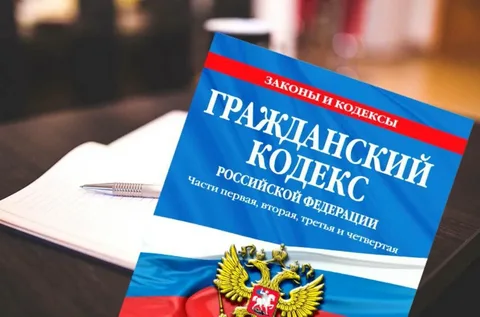 ЗАКОНЫ И КОДЕКСЫ
ГРАЖДАНСКИЙ
КОДЕКС
РОССИЙСКОЙ ФЕДЕРАЦИИ
Части первая, вторая, третья и четвертая